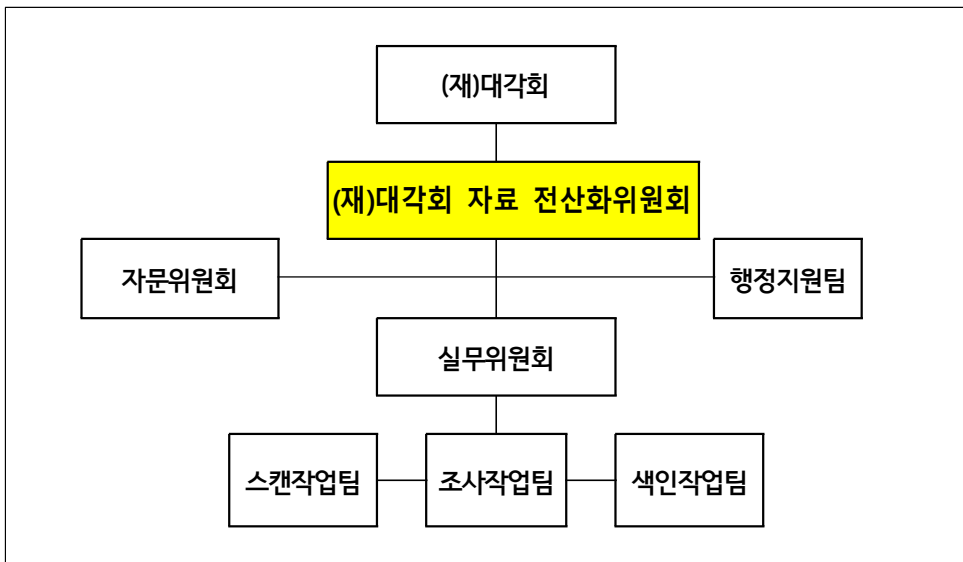 (재)대각회
(재)대각회 자료 전산화위원회
자문위원회
행정지원팀
실무위원회
스캔작업팀
조사작업팀
색인작업팀